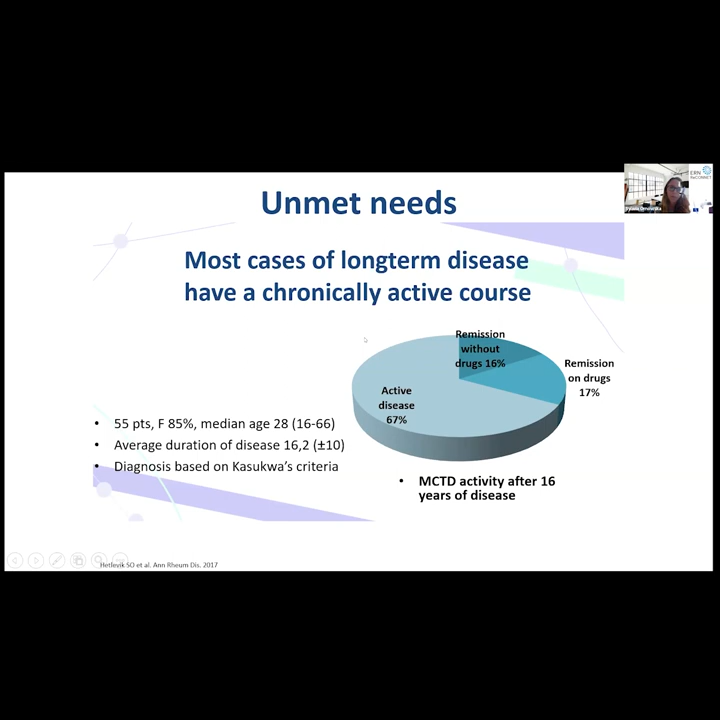 Unmet needs
Most cases of longterm disease
have a chronically active course
Remission
without
drugs 16%
Remission
on drugs
17%
Active
disease
67%
• 55 pts, F 85%, median age 28 (16-66)
• Average duration of disease 16,2 (±10)
• Diagnosis based on Kasukwa's criteria
• MCTD activity after 16
years of disease
Hetlevik SO et al. Ann Rheum Dis. 2017
ERN
ReCONNET